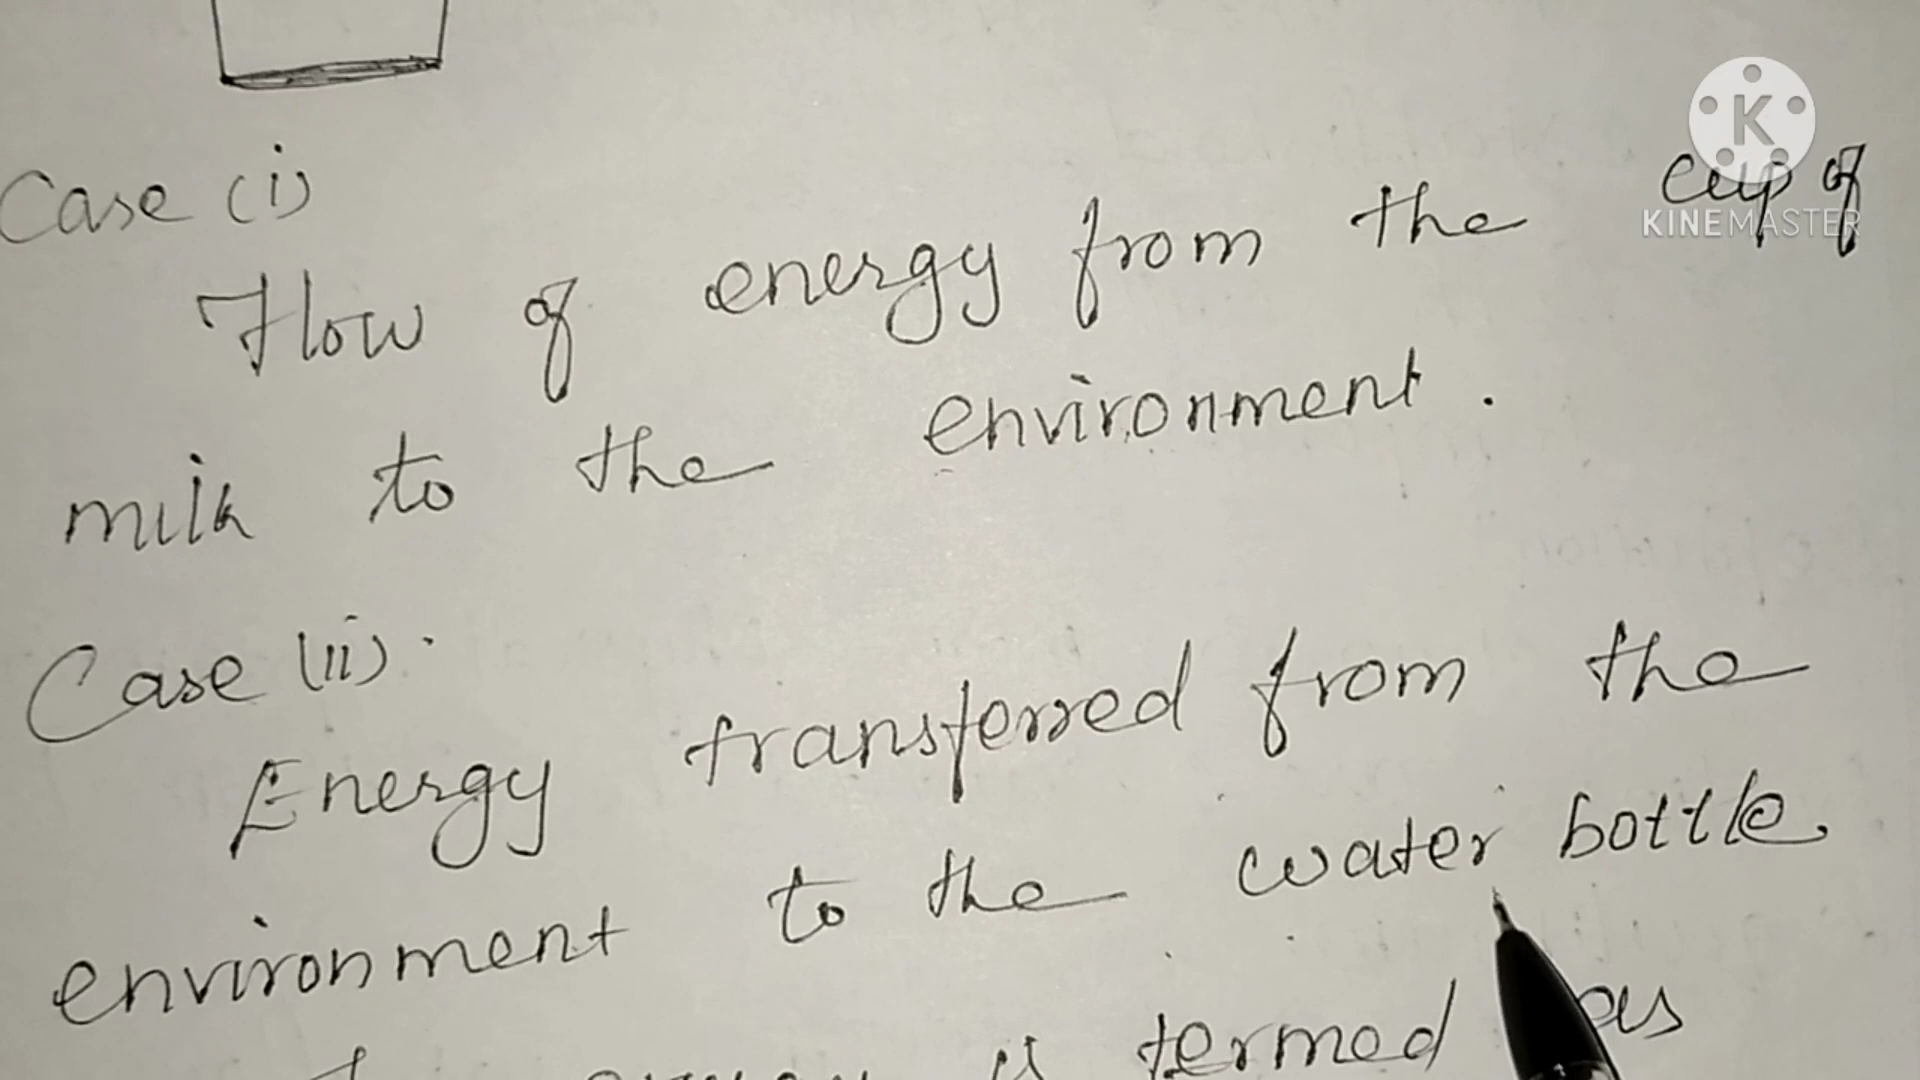 Case (i)
Flow of energy from the cup of
milk to the environment.
Case (ii).
Energy transferred from the
environment to the water bottle.
is termed as
K
KINEMASTER